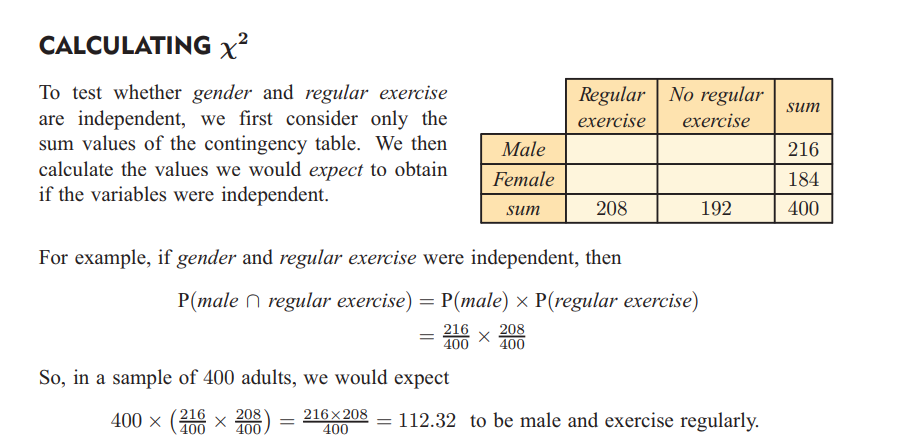 CALCULATING χ²
To test whether gender and regular exercise
are independent, we first consider only the
sum values of the contingency table. We then
calculate the values we would expect to obtain
if the variables were independent.
Regular exercise | No regular exercise | sum
Male | | | 216
Female | | | 184
sum | 208 | 192 | 400
For example, if gender and regular exercise were independent, then
P(male ∩ regular exercise) = P(male) × P(regular exercise)
= 216/400 × 208/400
So, in a sample of 400 adults, we would expect
400 × (216/400 × 208/400) = 216×208/400 = 112.32 to be male and exercise regularly.